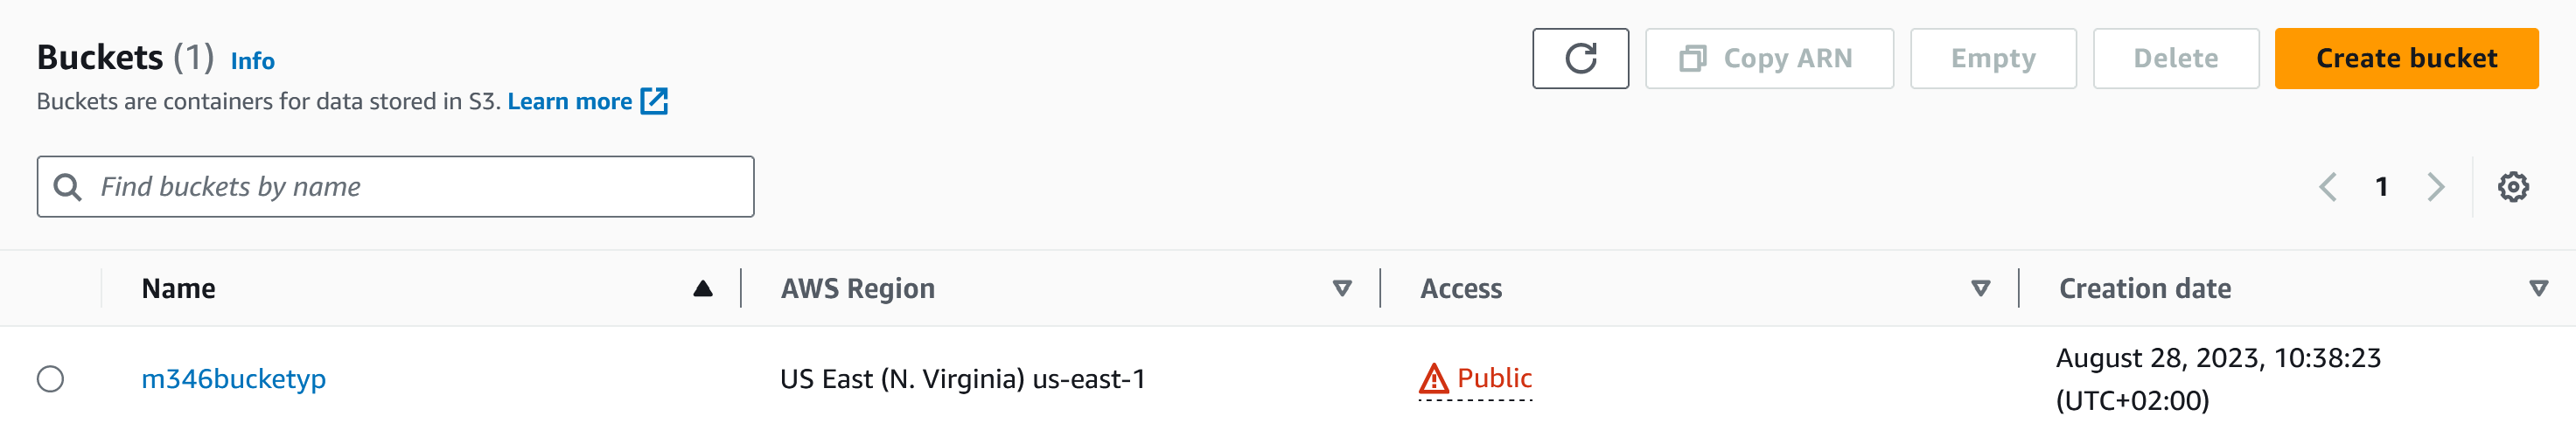 Buckets (1) Info
Buckets are containers for data stored in S3. Learn more
Copy ARN
Empty
Delete
Create bucket
Find buckets by name
1
Name AWS Region Access Creation date
m346bucketyp US East (N. Virginia) us-east-1 Public August 28, 2023, 10:38:23
(UTC+02:00)